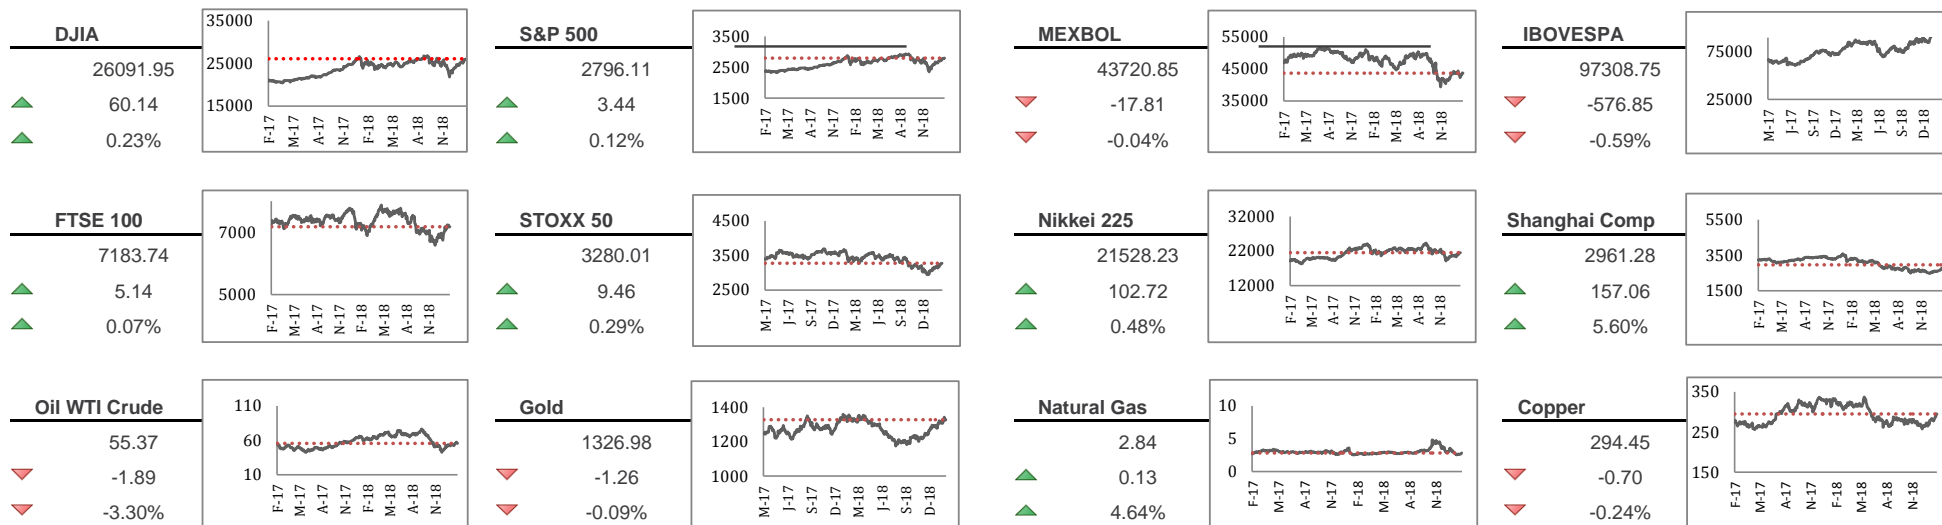 DJIA
26091.95
60.14
0.23%
35000
25000
15000
F-17
M-17
A-17
N-17
F-18
M-18
A-18
N-18
S&P 500
2796.11
3.44
0.12%
3500
2500
1500
F-17
M-17
A-17
N-17
F-18
M-18
A-18
N-18
MEXBOL
43720.85
-17.81
-0.04%
55000
45000
35000
F-17
M-17
A-17
N-17
F-18
M-18
A-18
N-18
IBOVESPA
97308.75
-576.85
-0.59%
75000
25000
M-17
J-17
S-17
D-17
M-18
J-18
S-18
D-18
FTSE 100
7183.74
5.14
0.07%
7000
5000
F-17
M-17
A-17
N-17
F-18
M-18
A-18
N-18
STOXX 50
3280.01
9.46
0.29%
4500
3500
2500
M-17
J-17
S-17
D-17
M-18
J-18
S-18
D-18
Nikkei 225
21528.23
102.72
0.48%
32000
22000
12000
F-17
M-17
A-17
N-17
F-18
M-18
A-18
N-18
Shanghai Comp
2961.28
157.06
5.60%
5500
3500
1500
F-17
M-17
A-17
N-17
F-18
M-18
A-18
N-18
Oil WTI Crude
55.37
-1.89
-3.30%
110
60
10
F-17
M-17
A-17
N-17
F-18
M-18
A-18
N-18
Gold
1326.98
-1.26
-0.09%
1400
1200
1000
M-17
J-17
S-17
D-17
M-18
J-18
S-18
D-18
Natural Gas
2.84
0.13
4.64%
10
5
0
F-17
M-17
A-17
N-17
F-18
M-18
A-18
N-18
Copper
294.45
-0.70
-0.24%
350
250
150
F-17
M-17
A-17
N-17
F-18
M-18
A-18
N-18